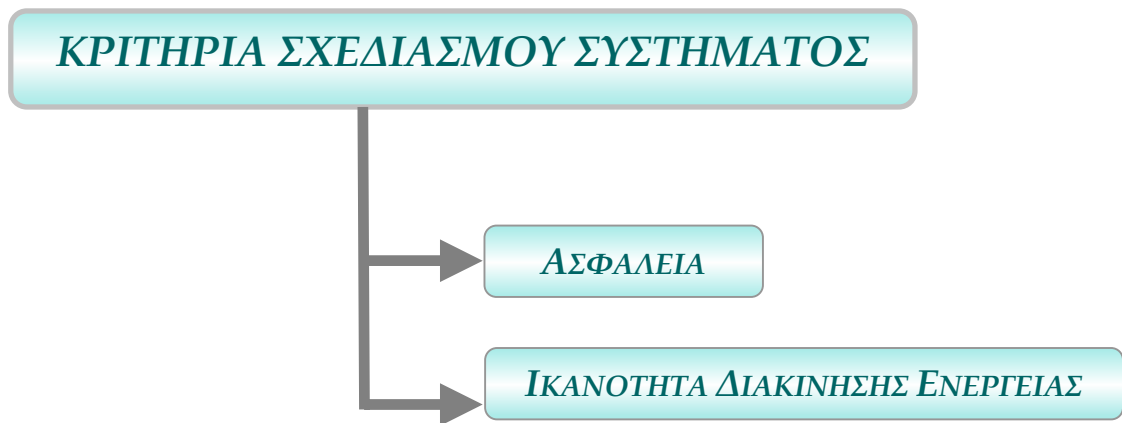 ΚΡΙΤΗΡΙΑ ΣΧΕΔΙΑΣΜΟΥ ΣΥΣΤΗΜΑΤΟΣ
ΑΣΦΑΛΕΙΑ
ΙΚΑΝΟΤΗΤΑ ΔΙΑΚΙΝΗΣΗΣ ΕΝΕΡΓΕΙΑΣ